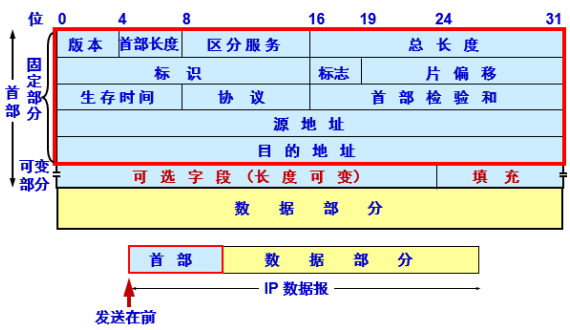 位 0 4 8 16 19 24 31
版本 首部长度 区分服务 总长度
标识 标志 片偏移
生存时间 协议 首部检验和
源地址
目的地址
可选字段（长度可变） 填充
数据部分
首部
固定部分
可变部分
首部 数据部分
IP 数据报
发送在前